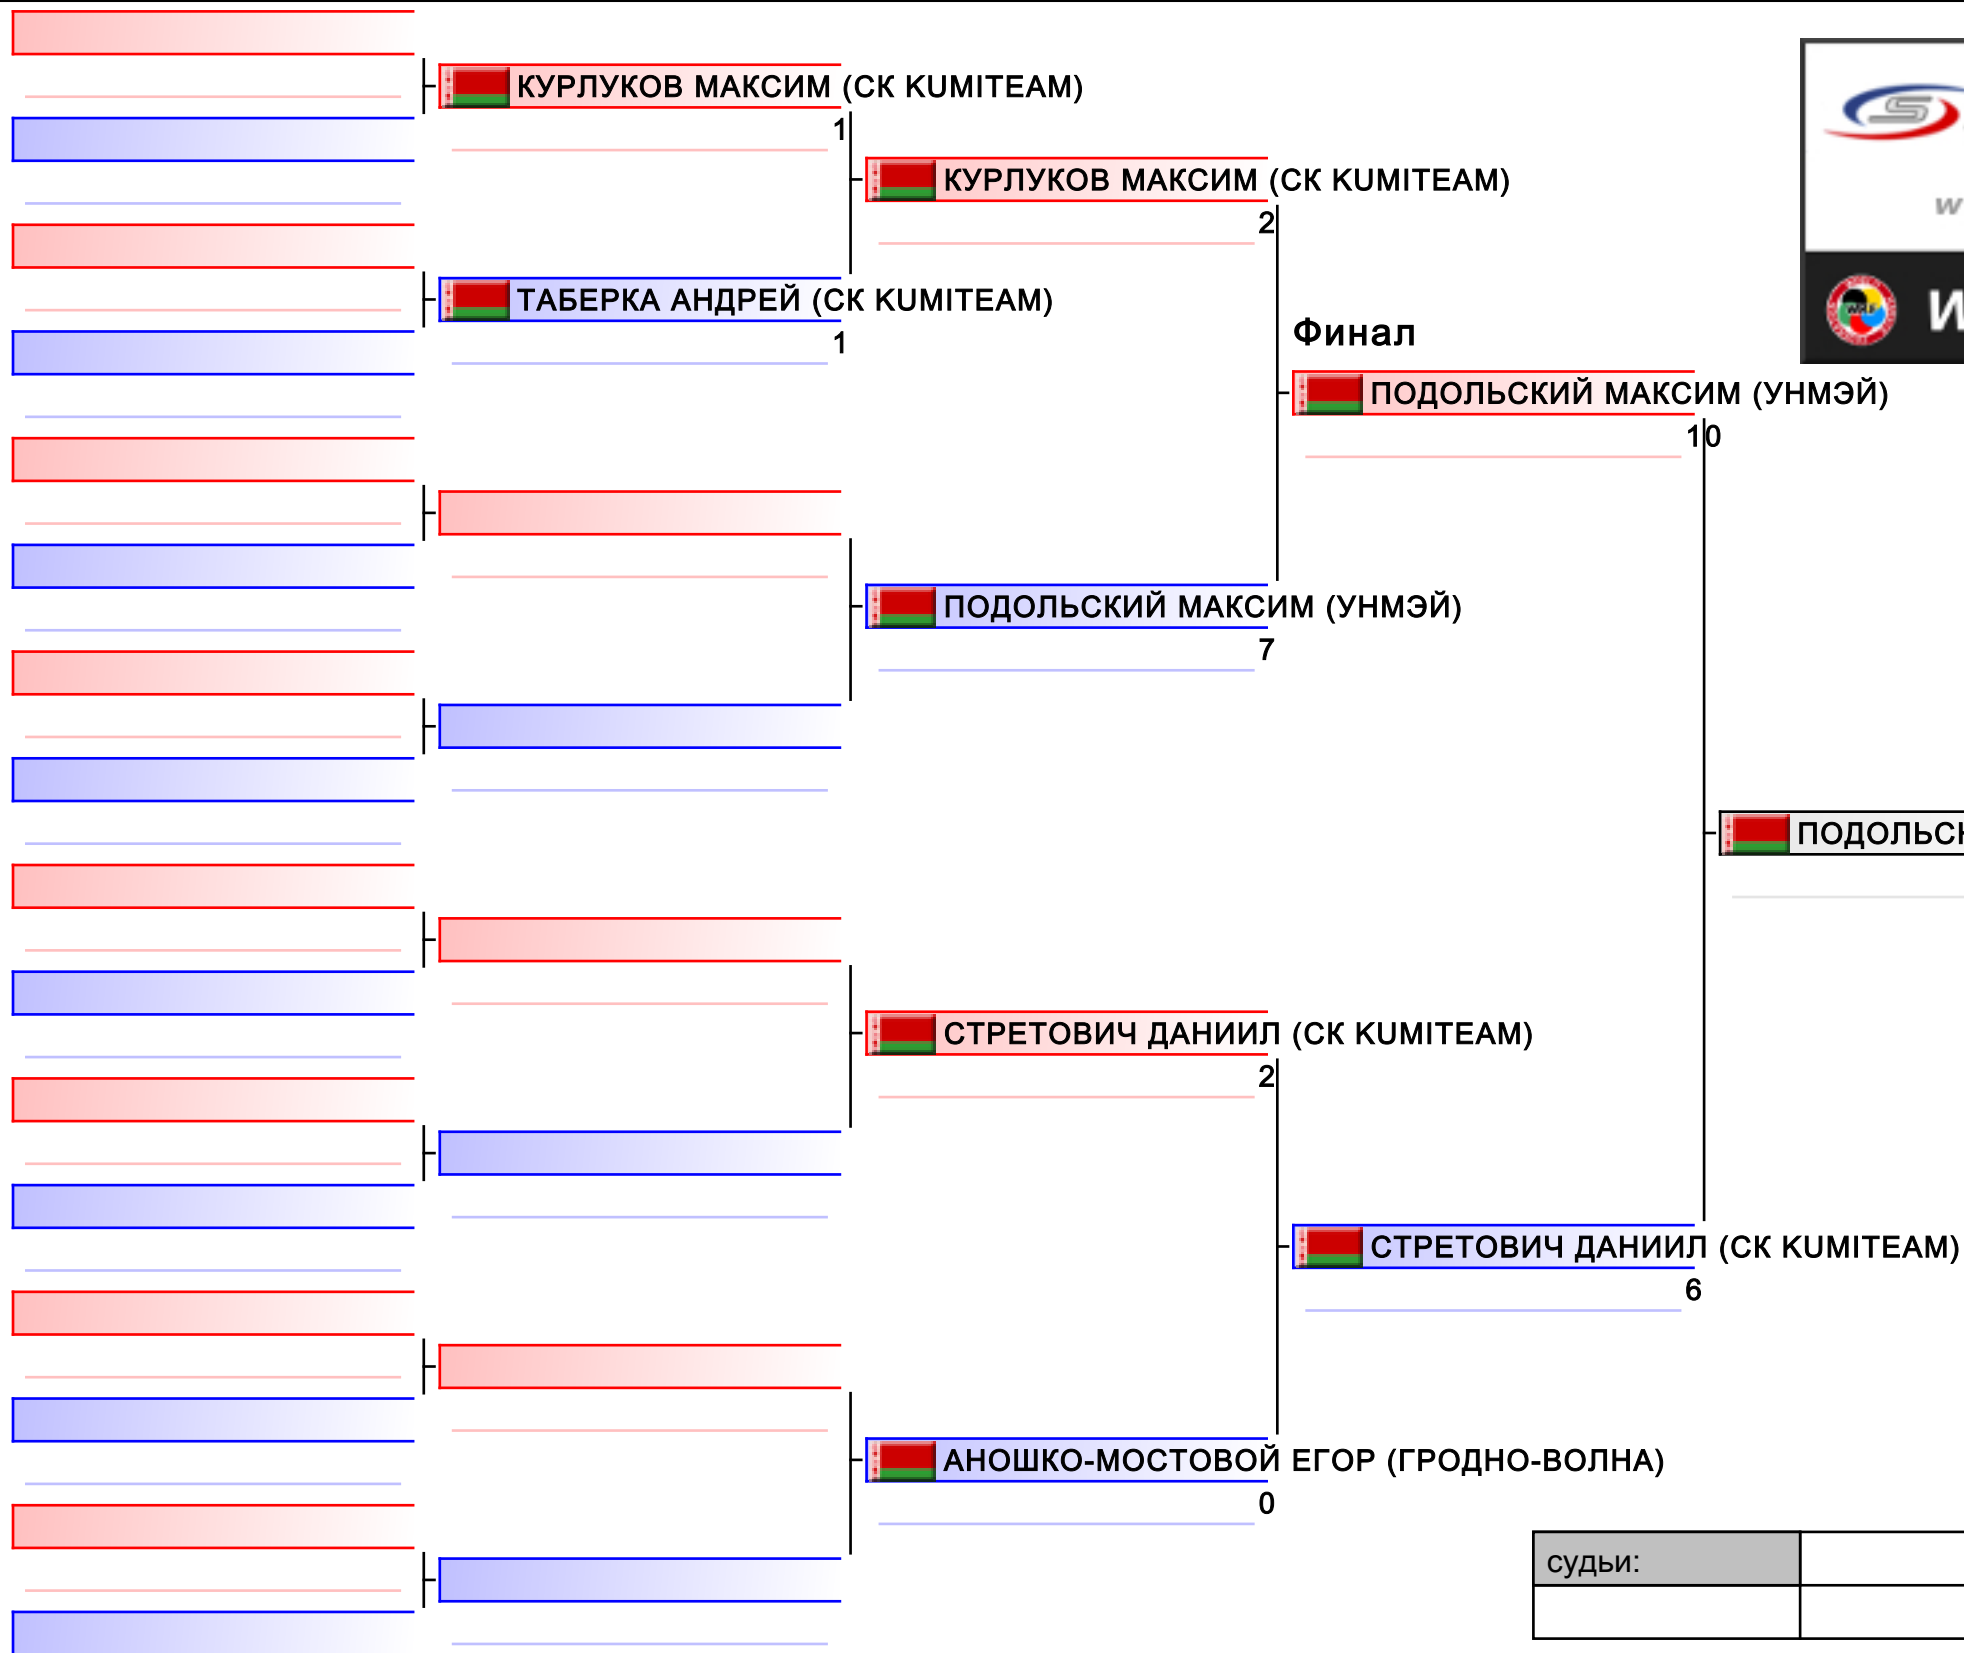 КУРЛУКОВ МАКСИМ (СК KUMITEAM)
1
КУРЛУКОВ МАКСИМ (СК KUMITEAM)
2
ТАБЕРКА АНДРЕЙ (СК KUMITEAM)
1
Финал
ПОДОЛЬСКИЙ МАКСИМ (УНМЭЙ)
10
ПОДОЛЬСКИЙ МАКСИМ (УНМЭЙ)
7
ПОДОЛЬСК
СТРЕТОВИЧ ДАНИИЛ (СК KUMITEAM)
2
СТРЕТОВИЧ ДАНИИЛ (СК KUMITEAM)
6
АНОШКО-МОСТОВОЙ ЕГОР (ГРОДНО-ВОЛНА)
0
судьи: